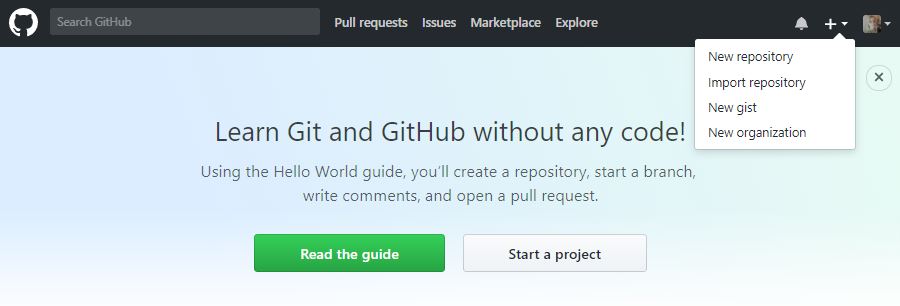 Search GitHub
Pull requests
Issues
Marketplace
Explore
New repository
Import repository
New gist
New organization
Learn Git and GitHub without any code!
Using the Hello World guide, you’ll create a repository, start a branch,
write comments, and open a pull request.
Read the guide
Start a project